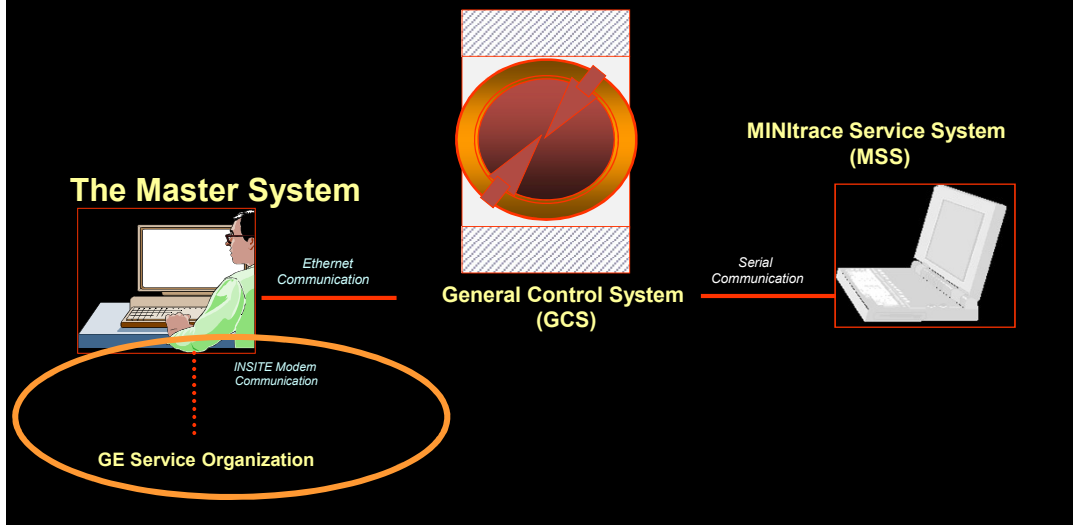 The Master System
Ethernet
Communication
INSITE Modem
Communication
GE Service Organization
General Control System
(GCS)
Serial
Communication
MINItrace Service System
(MSS)